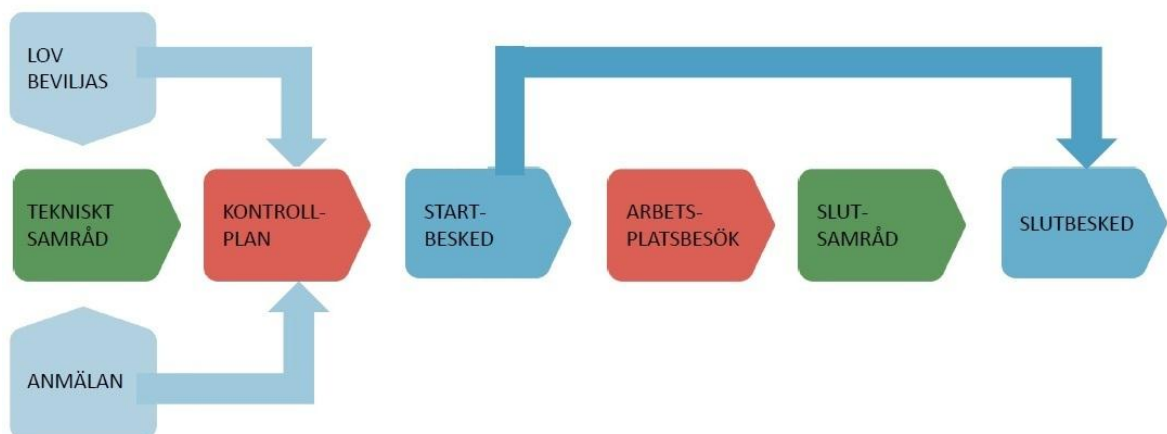 LOV
BEVILJAS
TEKNISKT
SAMRÅD
KONTROLL-
PLAN
START-
BESKED
ARBETS-
PLATSBESÖK
SLUT-
SAMRÅD
SLUTBESKED
ANMÄLAN